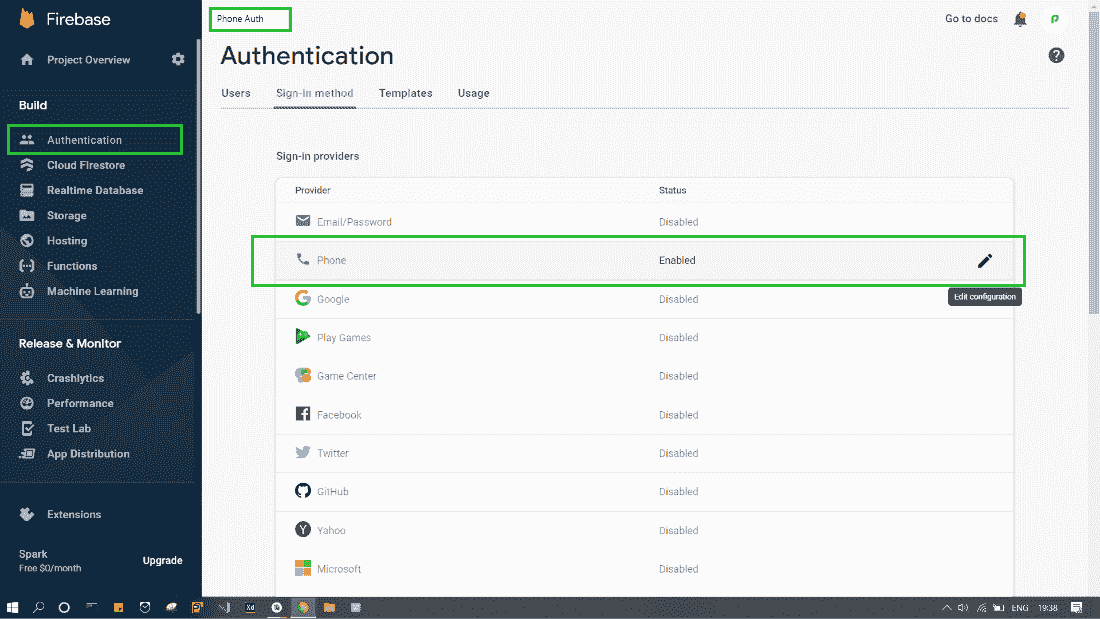 Firebase
Phone Auth
Go to docs
Project Overview
Authentication
Users
Sign-in method
Templates
Usage
Build
Authentication
Cloud Firestore
Realtime Database
Storage
Hosting
Functions
Machine Learning
Release & Monitor
Crashlytics
Performance
Test Lab
App Distribution
Extensions
Spark
Free $0/month
Upgrade
Sign-in providers
Provider Status
Email/Password Disabled
Phone Enabled
Edit configuration
Google Disabled
Play Games Disabled
Game Center Disabled
Facebook Disabled
Twitter Disabled
GitHub Disabled
Yahoo Disabled
Microsoft Disabled
Xd
ENG 19:38